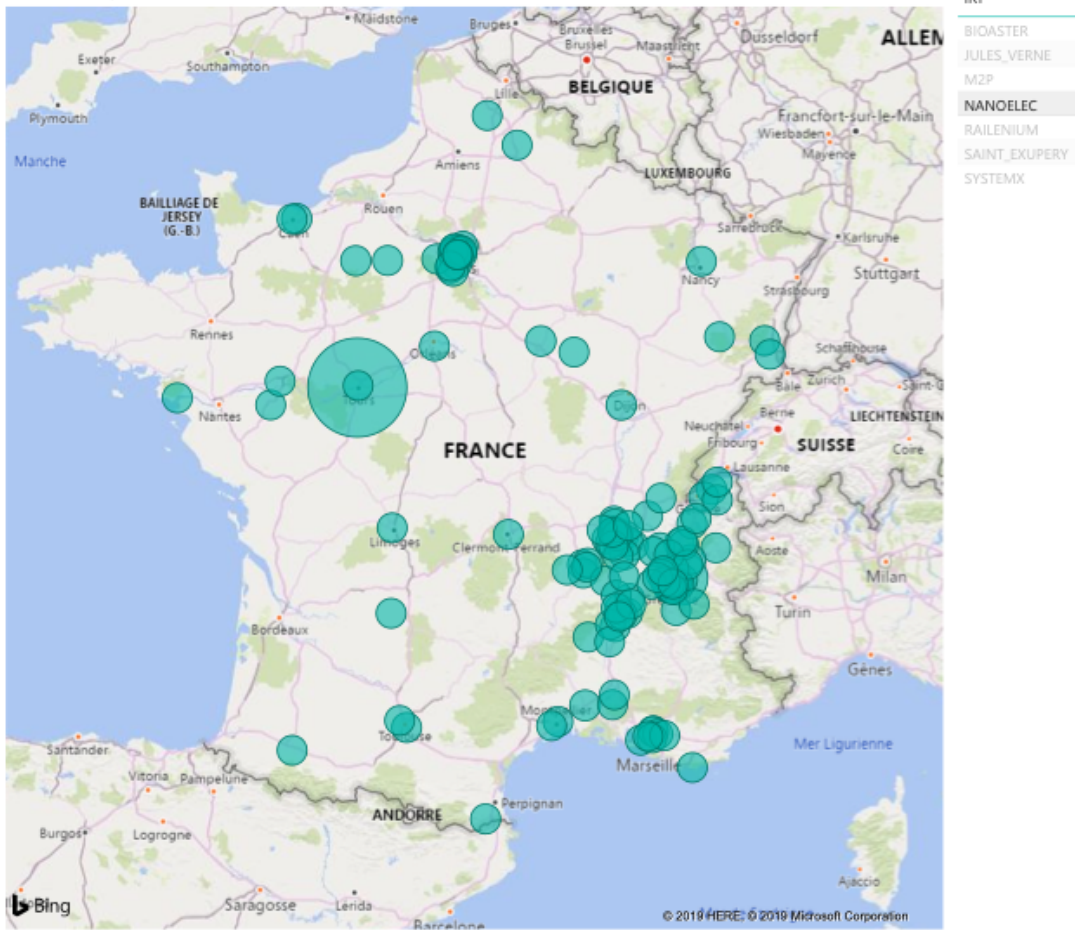 Maidstone
Bruges
Bruxelles
Brussel
Maastricht
Düsseldorf
ALLEM
Exeter
Southampton
Lille
BELGIQUE
Plymouth
Francfort-sur-le-Main
Wiesbaden
Mayence
Manche
Amiens
LUXEMBOURG
BAILLIAGE DE
JERSEY
(G.-B.)
Rouen
Caen
Sarrebruck
Karlsruhe
Nancy
Stuttgart
Strasbourg
Rennes
Orléans
Schaffhouse
Tours
Nantes
Bâle
Zurich
Saint-G
Dijon
Berne
Neuchatel
Fribourg
LIECHTENSTEIN
FRANCE
SUISSE
Coire
Lausanne
Sion
Limoges
Clermont Ferrand
Aoste
Milan
Turin
Bordeaux
Gênes
Montpellier
Toulouse
Santander
Marseille
Mer Ligurienne
Vitoria
Pampelune
ANDORRE
Perpignan
Burgos
Logrogne
Ajaccio
Bing
Saragosse
Lerida
Barcelone
© 2019 HERE, © 2019 Microsoft Corporation
BIOASTER
JULES_VERNE
M2P
NANOELEC
RAILENIUM
SAINT_EXUPERY
SYSTEMX